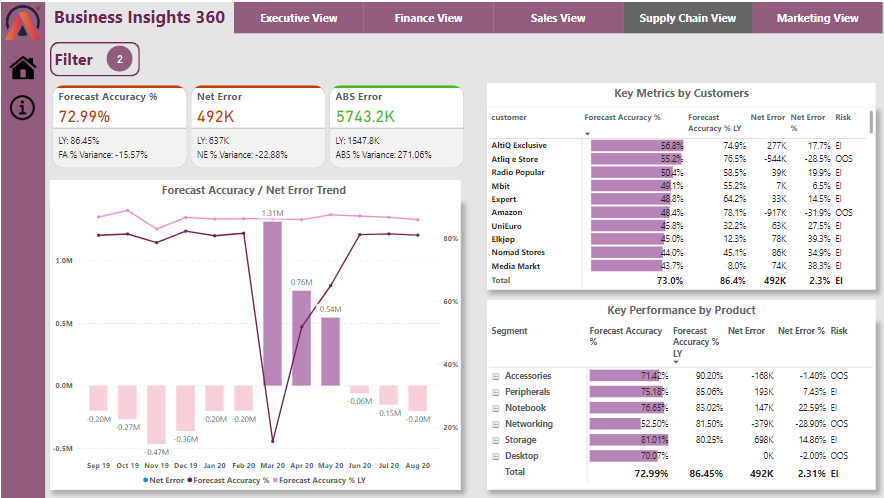 Business Insights 360
Executive View
Finance View
Sales View
Supply Chain View
Marketing View
Filter 2
Forecast Accuracy %
72.99%
LY: 86.45%
FA % Variance: -15.57%
Net Error
492K
LY: 637K
NE % Variance: -22.88%
ABS Error
5743.2K
LY: 1547.8K
ABS % Variance: 271.06%
Forecast Accuracy / Net Error Trend
1.31M
80%
1.0M
0.76M
60%
0.54M
0.5M
40%
0.0M
-0.06M
-0.15M
-0.20M -0.27M -0.47M -0.36M -0.20M -0.20M -0.20M
20%
-0.5M
Sep 19 Oct 19 Nov 19 Dec 19 Jan 20 Feb 20 Mar 20 Apr 20 May 20 Jun 20 Jul 20 Aug 20
Net Error Forecast Accuracy % Forecast Accuracy % LY
Key Metrics by Customers
customer Forecast Accuracy % Forecast Accuracy % LY Net Error Net Error % Risk
AltiQ Exclusive 56.8% 74.9% 277K 17.7% EI
Atliq e Store 55.2% 76.5% -544K -28.5% OOS
Radio Popular 50.4% 58.5% 39K 19.9% EI
Mbit 49.1% 55.2% 7K 6.5% EI
Expert 48.8% 64.2% 33K 14.5% EI
Amazon 48.4% 78.1% -917K -31.9% OOS
UniEuro 45.8% 32.2% 63K 27.5% EI
Elkjøp 45.0% 12.3% 78K 39.3% EI
Nomad Stores 44.0% 45.1% 86K 34.9% EI
Media Markt 43.7% 8.0% 74K 38.3% EI
Total 73.0% 86.4% 492K 2.3% EI
Key Performance by Product
Segment Forecast Accuracy % Forecast Accuracy % LY Net Error Net Error % Risk
Accessories 71.42% 90.20% -168K -1.40% OOS
Peripherals 75.18% 85.06% 193K 7.43% EI
Notebook 76.65% 83.02% 147K 22.59% EI
Networking 52.50% 81.50% -379K -28.90% OOS
Storage 81.01% 80.25% 698K 14.86% EI
Desktop 70.07% 0K -2.00% OOS
Total 72.99% 86.45% 492K 2.31% EI